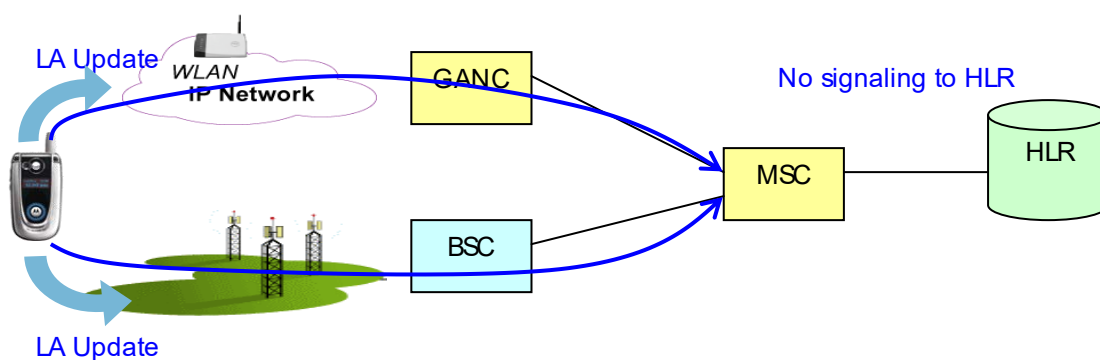 LA Update
WLAN
IP Network
GANC
No signaling to HLR
MSC
HLR
BSC
LA Update